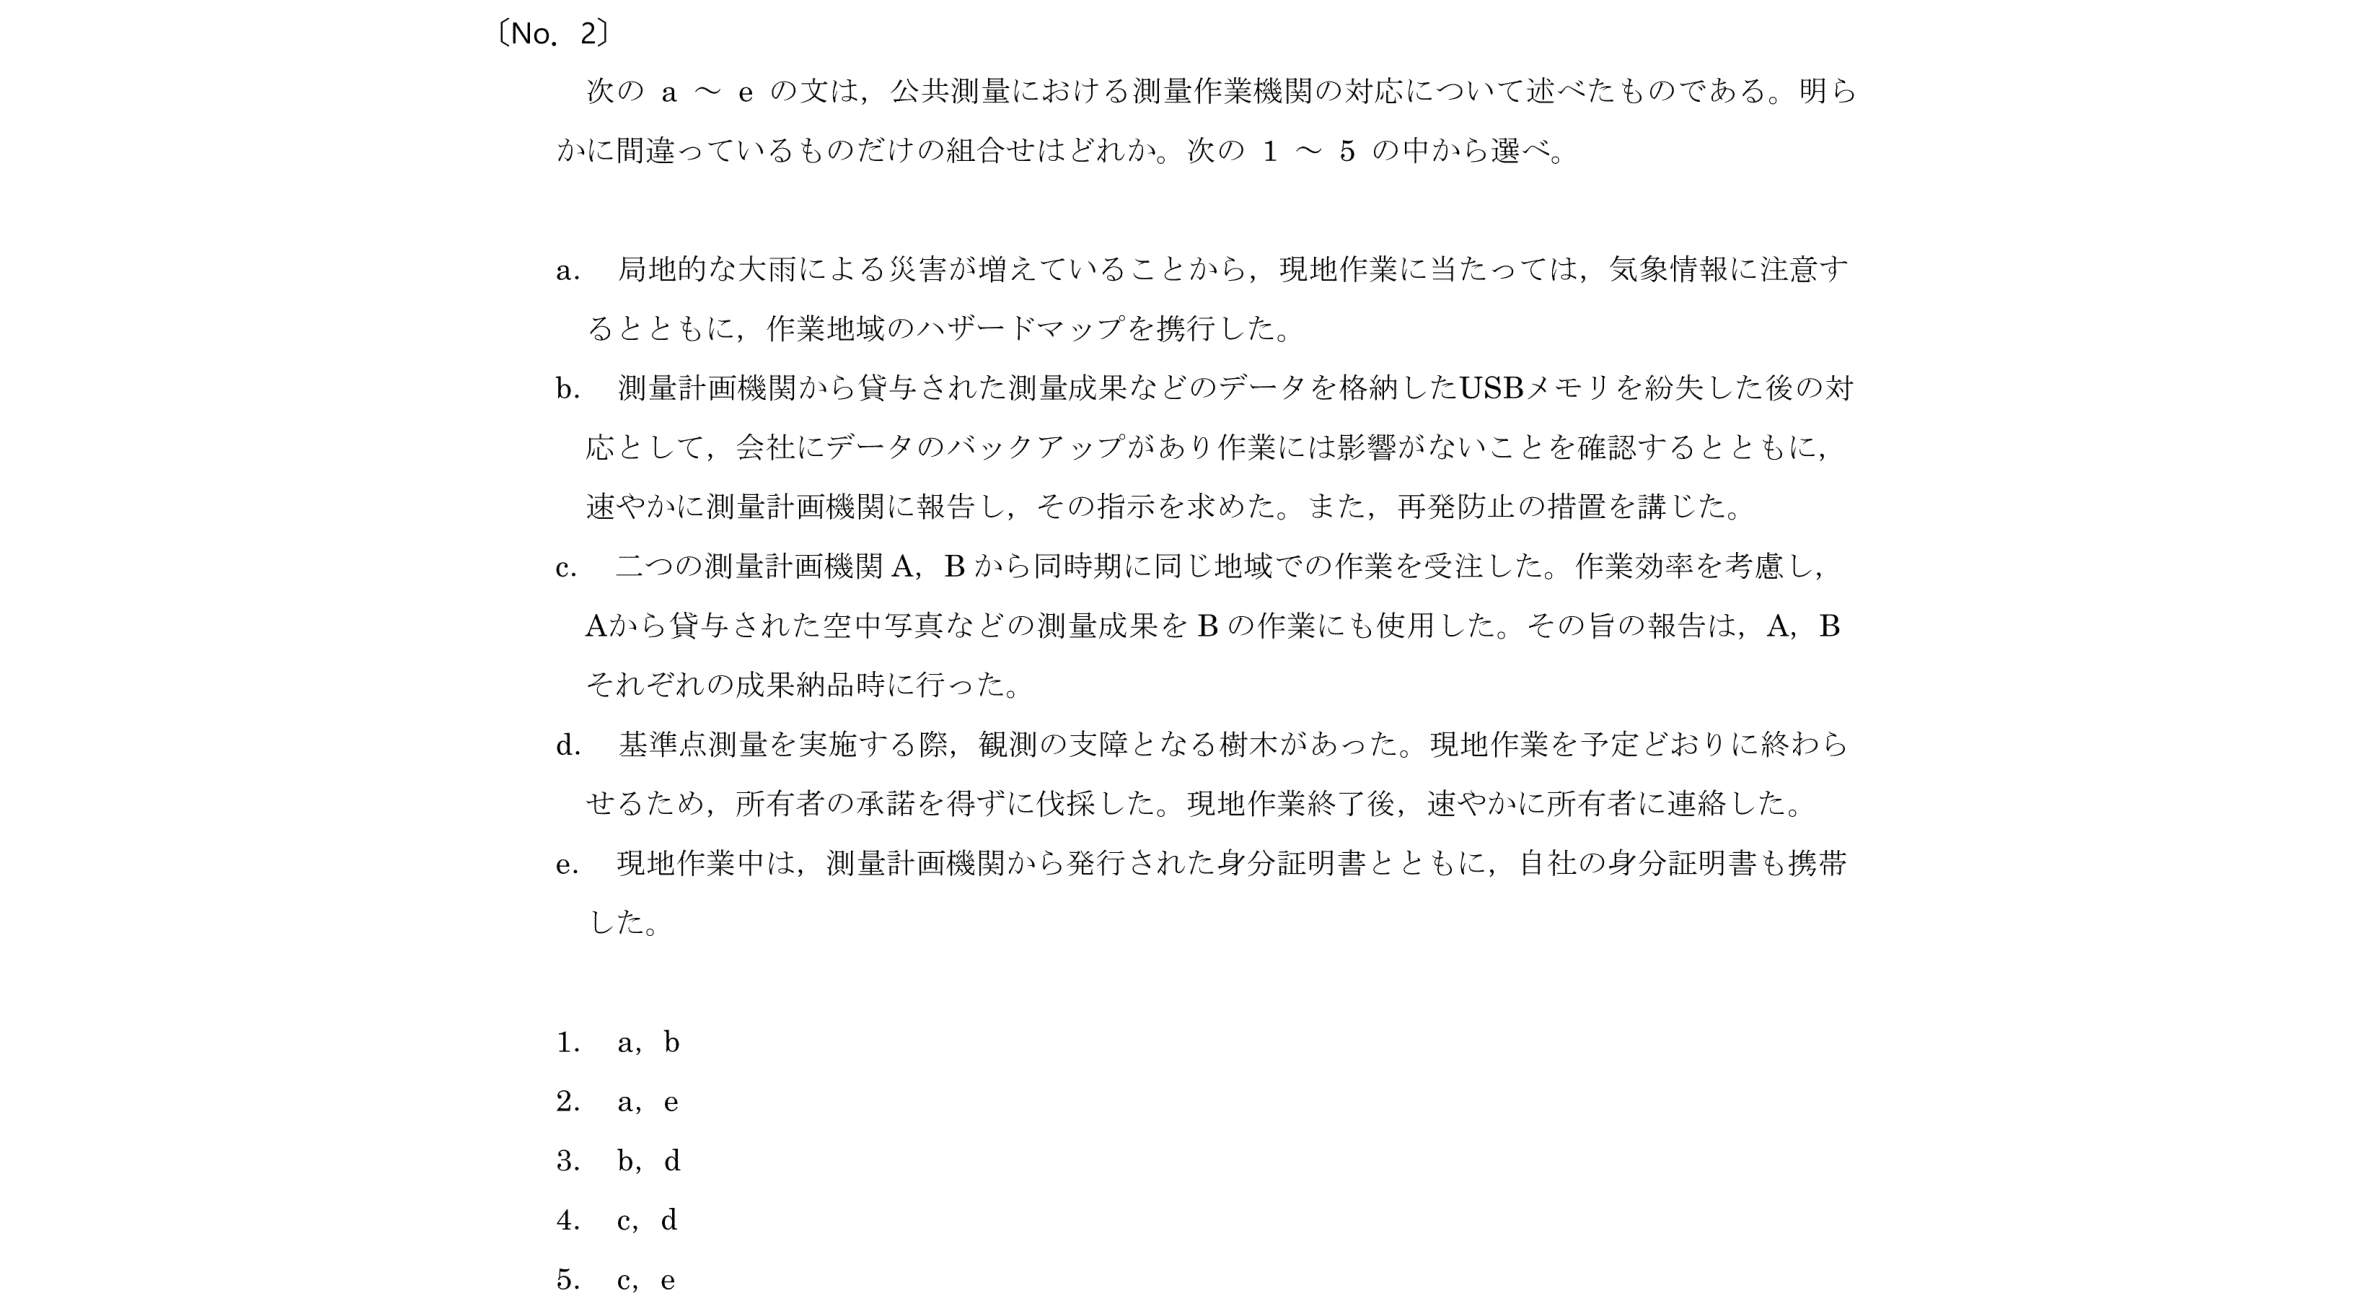 〔No．2〕
次の a ～ e の文は，公共測量における測量作業機関の対応について述べたものである。明ら
かに間違っているものだけの組合せはどれか。次の 1 ～ 5 の中から選べ。
a． 局地的な大雨による災害が増えていることから，現地作業に当たっては，気象情報に注意す
るとともに，作業地域のハザードマップを携行した。
b． 測量計画機関から貸与された測量成果などのデータを格納したUSBメモリを紛失した後の対
応として，会社にデータのバックアップがあり作業には影響がないことを確認するとともに，
速やかに測量計画機関に報告し，その指示を求めた。また，再発防止の措置を講じた。
c． 二つの測量計画機関 A，B から同時期に同じ地域での作業を受注した。作業効率を考慮し，
Aから貸与された空中写真などの測量成果を B の作業にも使用した。その旨の報告は，A，B
それぞれの成果納品時に行った。
d． 基準点測量を実施する際，観測の支障となる樹木があった。現地作業を予定どおりに終わら
せるため，所有者の承諾を得ずに伐採した。現地作業終了後，速やかに所有者に連絡した。
e． 現地作業中は，測量計画機関から発行された身分証明書とともに，自社の身分証明書も携帯
した。
1． a，b
2． a，e
3． b，d
4． c，d
5． c，e